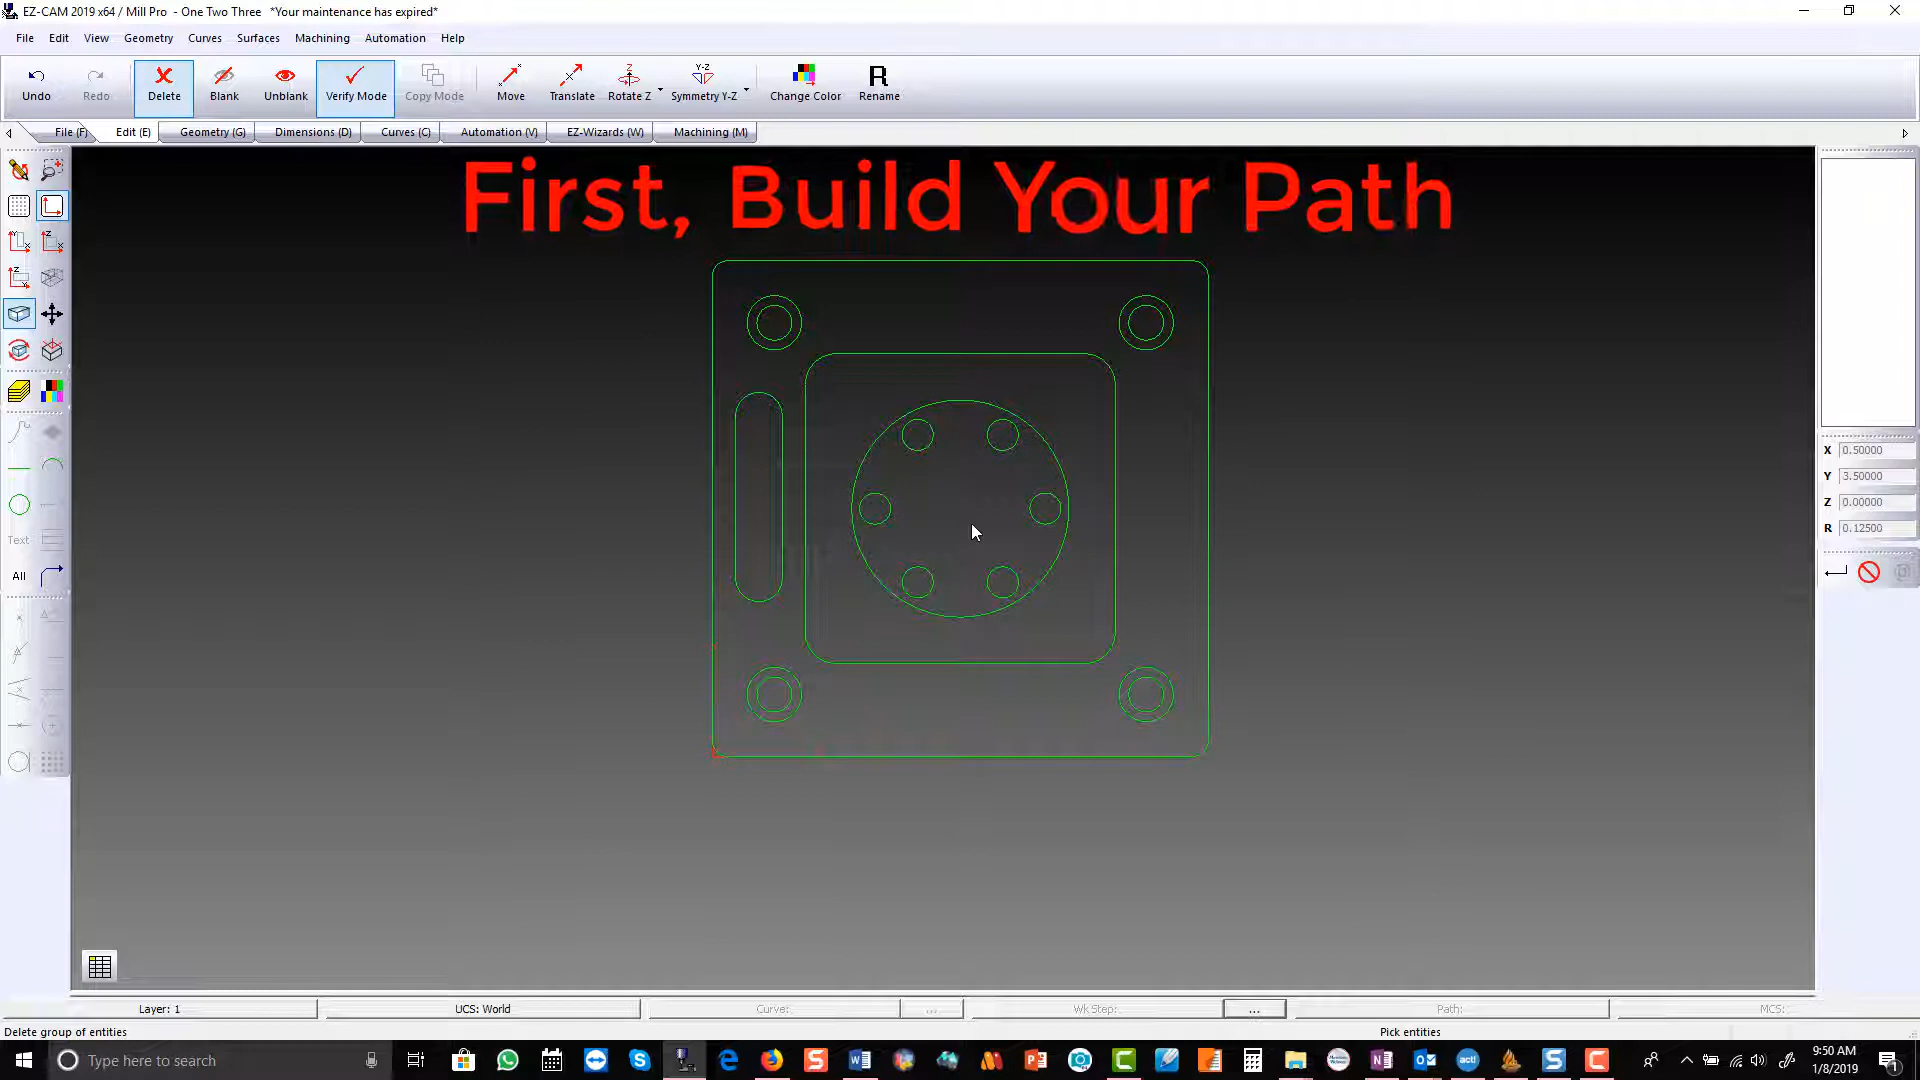 EZ-CAM 2019 x64 / Mill Pro - One Two Three *Your maintenance has expired*
File Edit View Geometry Curves Surfaces Machining Automation Help
Undo Redo Delete Blank Unblank Verify Mode Copy Mode Move Translate Rotate Z Y-Z Symmetry Y-Z Change Color R Rename
File (F) Edit (E) Geometry (G) Dimensions (D) Curves (C) Automation (V) EZ-Wizards (W) Machining (M)
First, Build Your Path
X 0.50000
Y 3.50000
Z 0.00000
R 0.12500
Text
All
Layer: 1 UCS: World Curve: ... Wk Step: ... Path: MCS:
Delete group of entities Pick entities
Type here to search
9:50 AM
1/8/2019